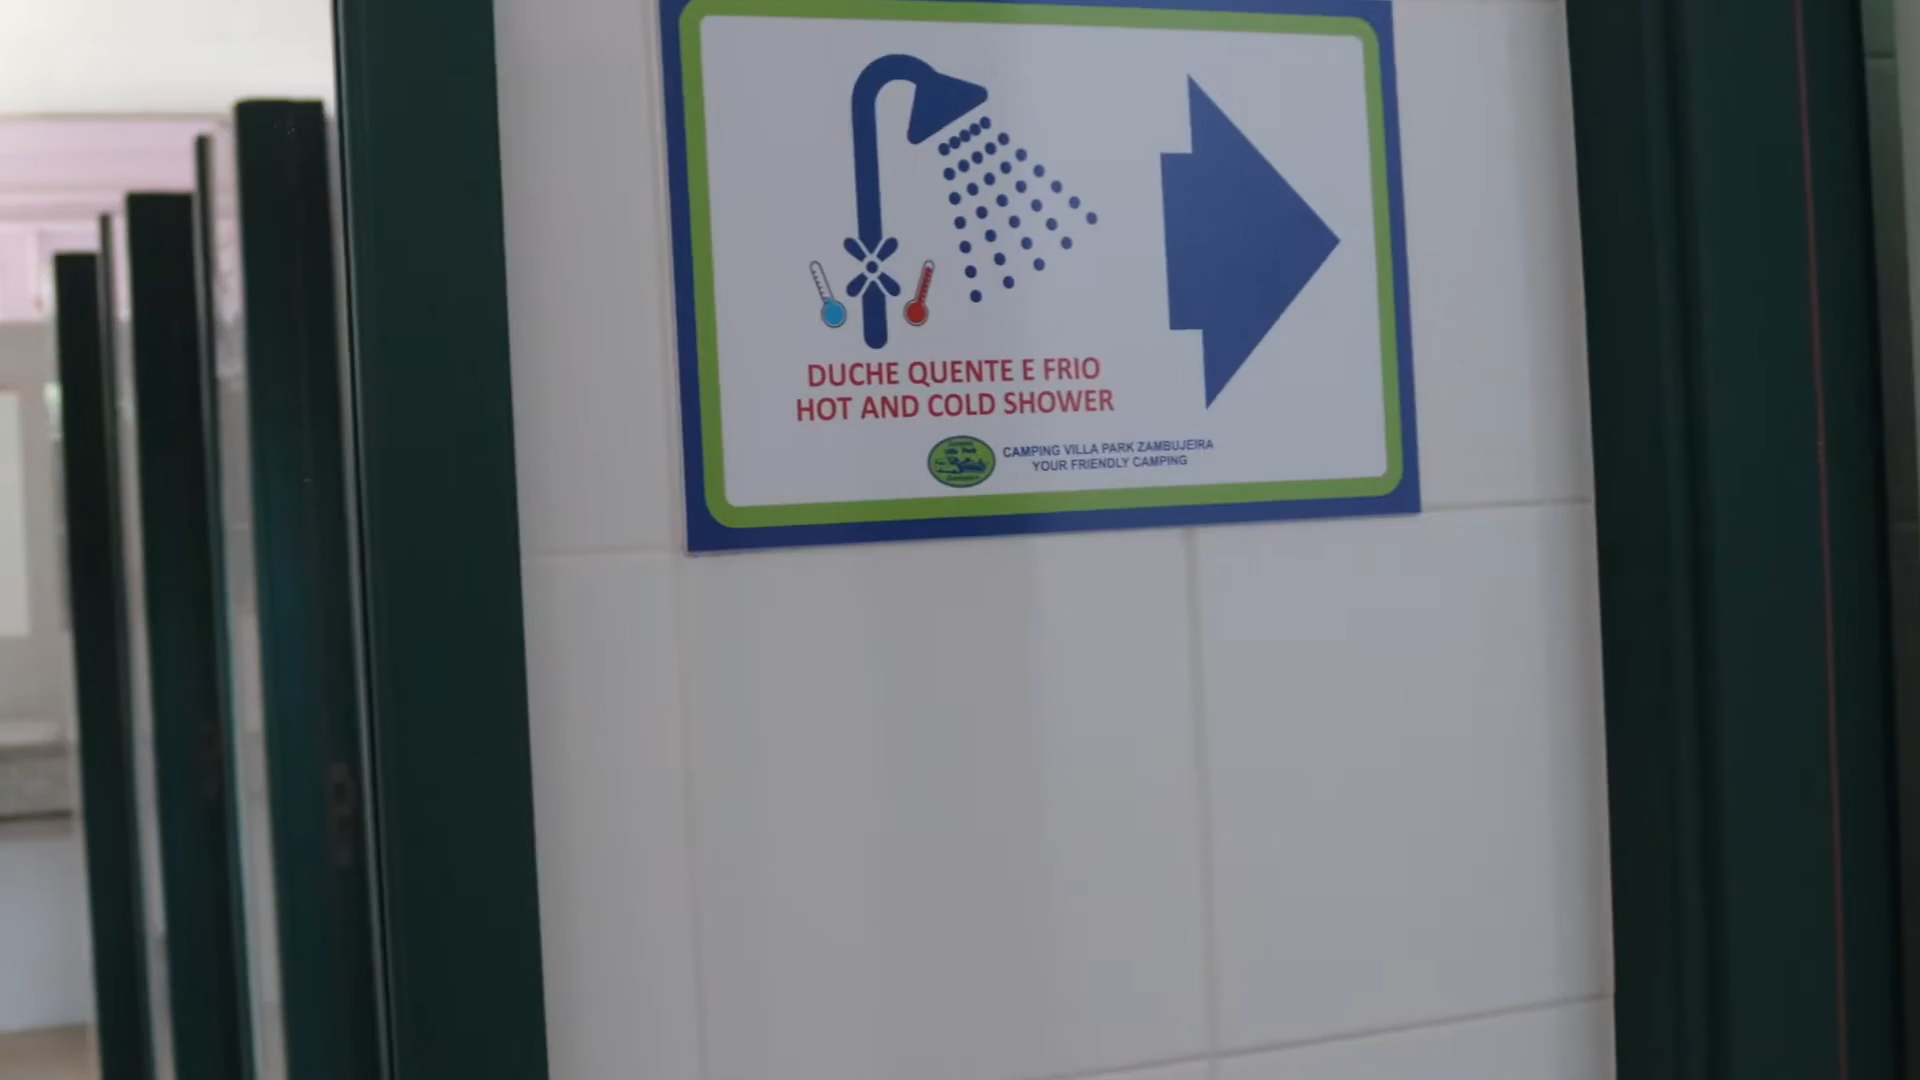 DUCHE QUENTE E FRIO
HOT AND COLD SHOWER
CAMPING VILLA PARK ZAMBUJEIRA
YOUR FRIENDLY CAMPING